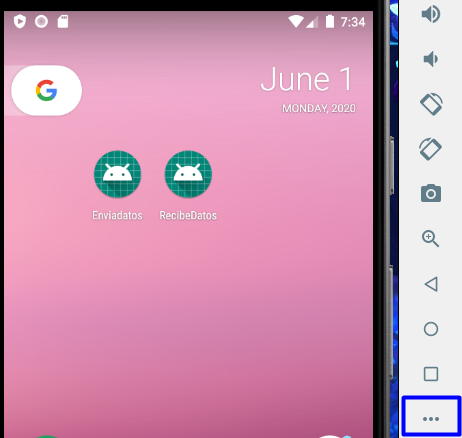 7:34
June 1
MONDAY, 2020
Enviadatos
RecibeDatos